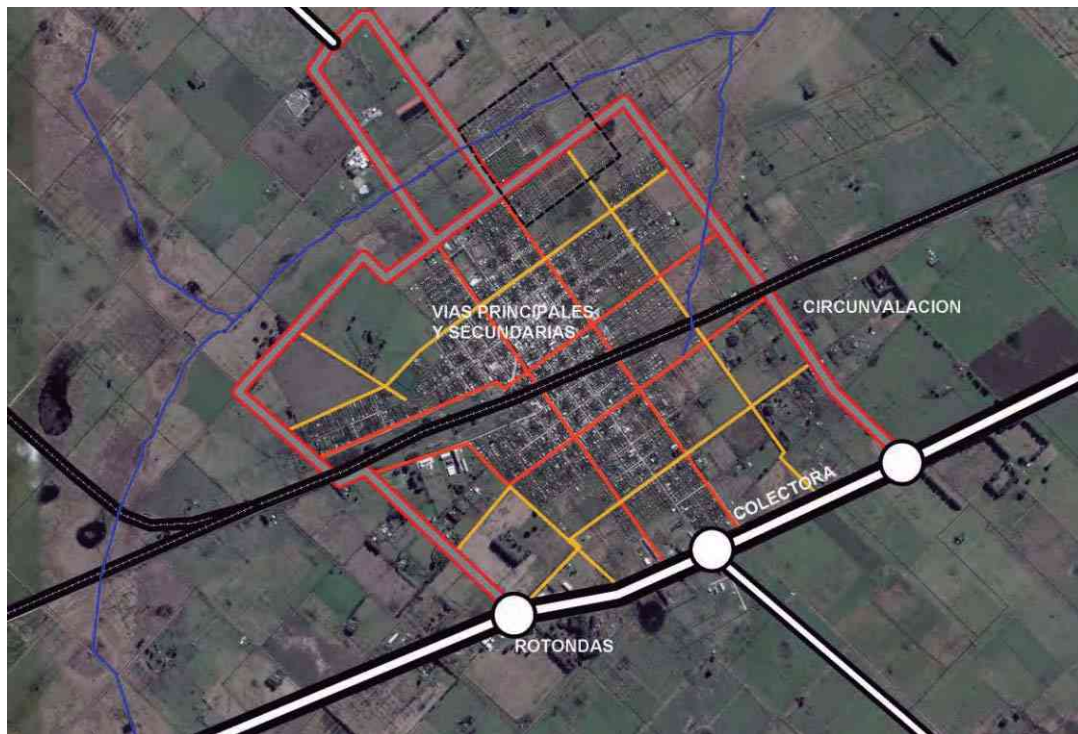 VIAS PRINCIPALES
Y SECUNDARIAS
CIRCUNVALACION
COLECTORA
ROTONDAS